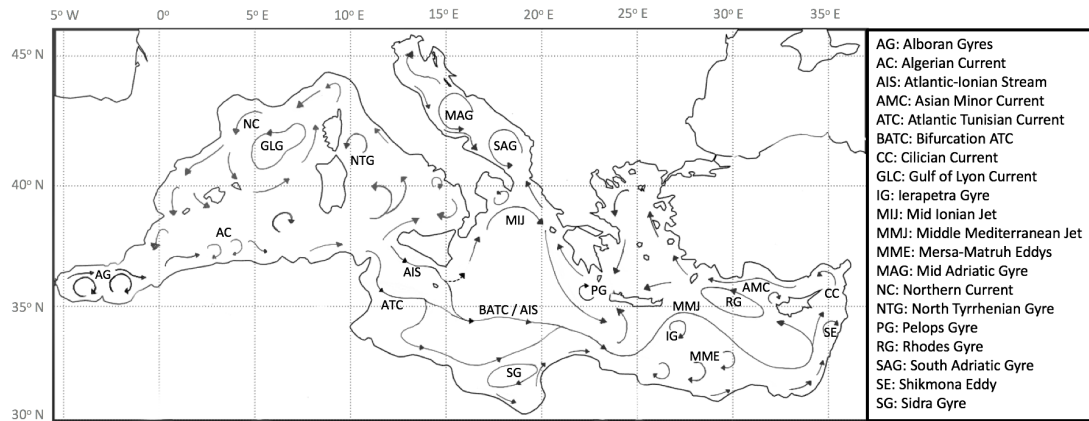 5° W 0° 5° E 10° E 15° E 20° E 25° E 30° E 35° E
45° N
40° N
35° N
30° N
MAG
NC
GLG
SAG
NTG
MIJ
AC
AG
AIS
PG
AMC
CC
ATC
BATC / AIS
MMJ
RG
IG
SE
MME
SG
AG: Alboran Gyres
AC: Algerian Current
AIS: Atlantic-Ionian Stream
AMC: Asian Minor Current
ATC: Atlantic Tunisian Current
BATC: Bifurcation ATC
CC: Cilician Current
GLC: Gulf of Lyon Current
IG: Ierapetra Gyre
MIJ: Mid Ionian Jet
MMJ: Middle Mediterranean Jet
MME: Mersa-Matruh Eddys
MAG: Mid Adriatic Gyre
NC: Northern Current
NTG: North Tyrrhenian Gyre
PG: Pelops Gyre
RG: Rhodes Gyre
SAG: South Adriatic Gyre
SE: Shikmona Eddy
SG: Sidra Gyre